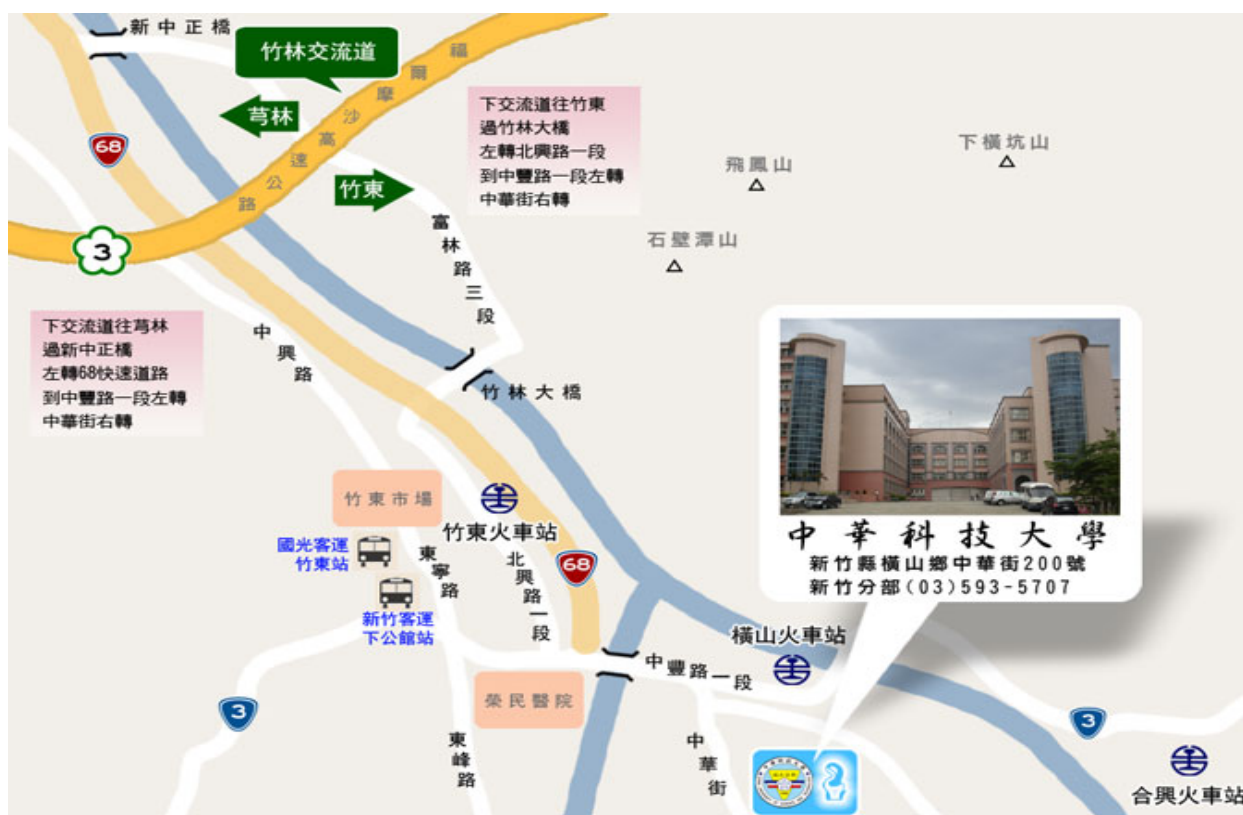 新中正橋
竹林交流道
福爾摩沙高速公路
芎林
竹東
68
3
下交流道往竹東
過竹林大橋
左轉北興路一段
到中豐路一段左轉
中華街右轉
下橫坑山
飛鳳山
石壁潭山
富林路三段
下交流道往芎林
過新中正橋
左轉68快速道路
到中豐路一段左轉
中華街右轉
中興路
竹林大橋
竹東市場
竹東火車站
國光客運
竹東站
新竹客運
下公館站
東寧路
北興路一段
68
中華科技大學
新竹縣橫山鄉中華街200號
新竹分部(03)593-5707
橫山火車站
中豐路一段
榮民醫院
3
東峰路
中華街
3
合興火車站